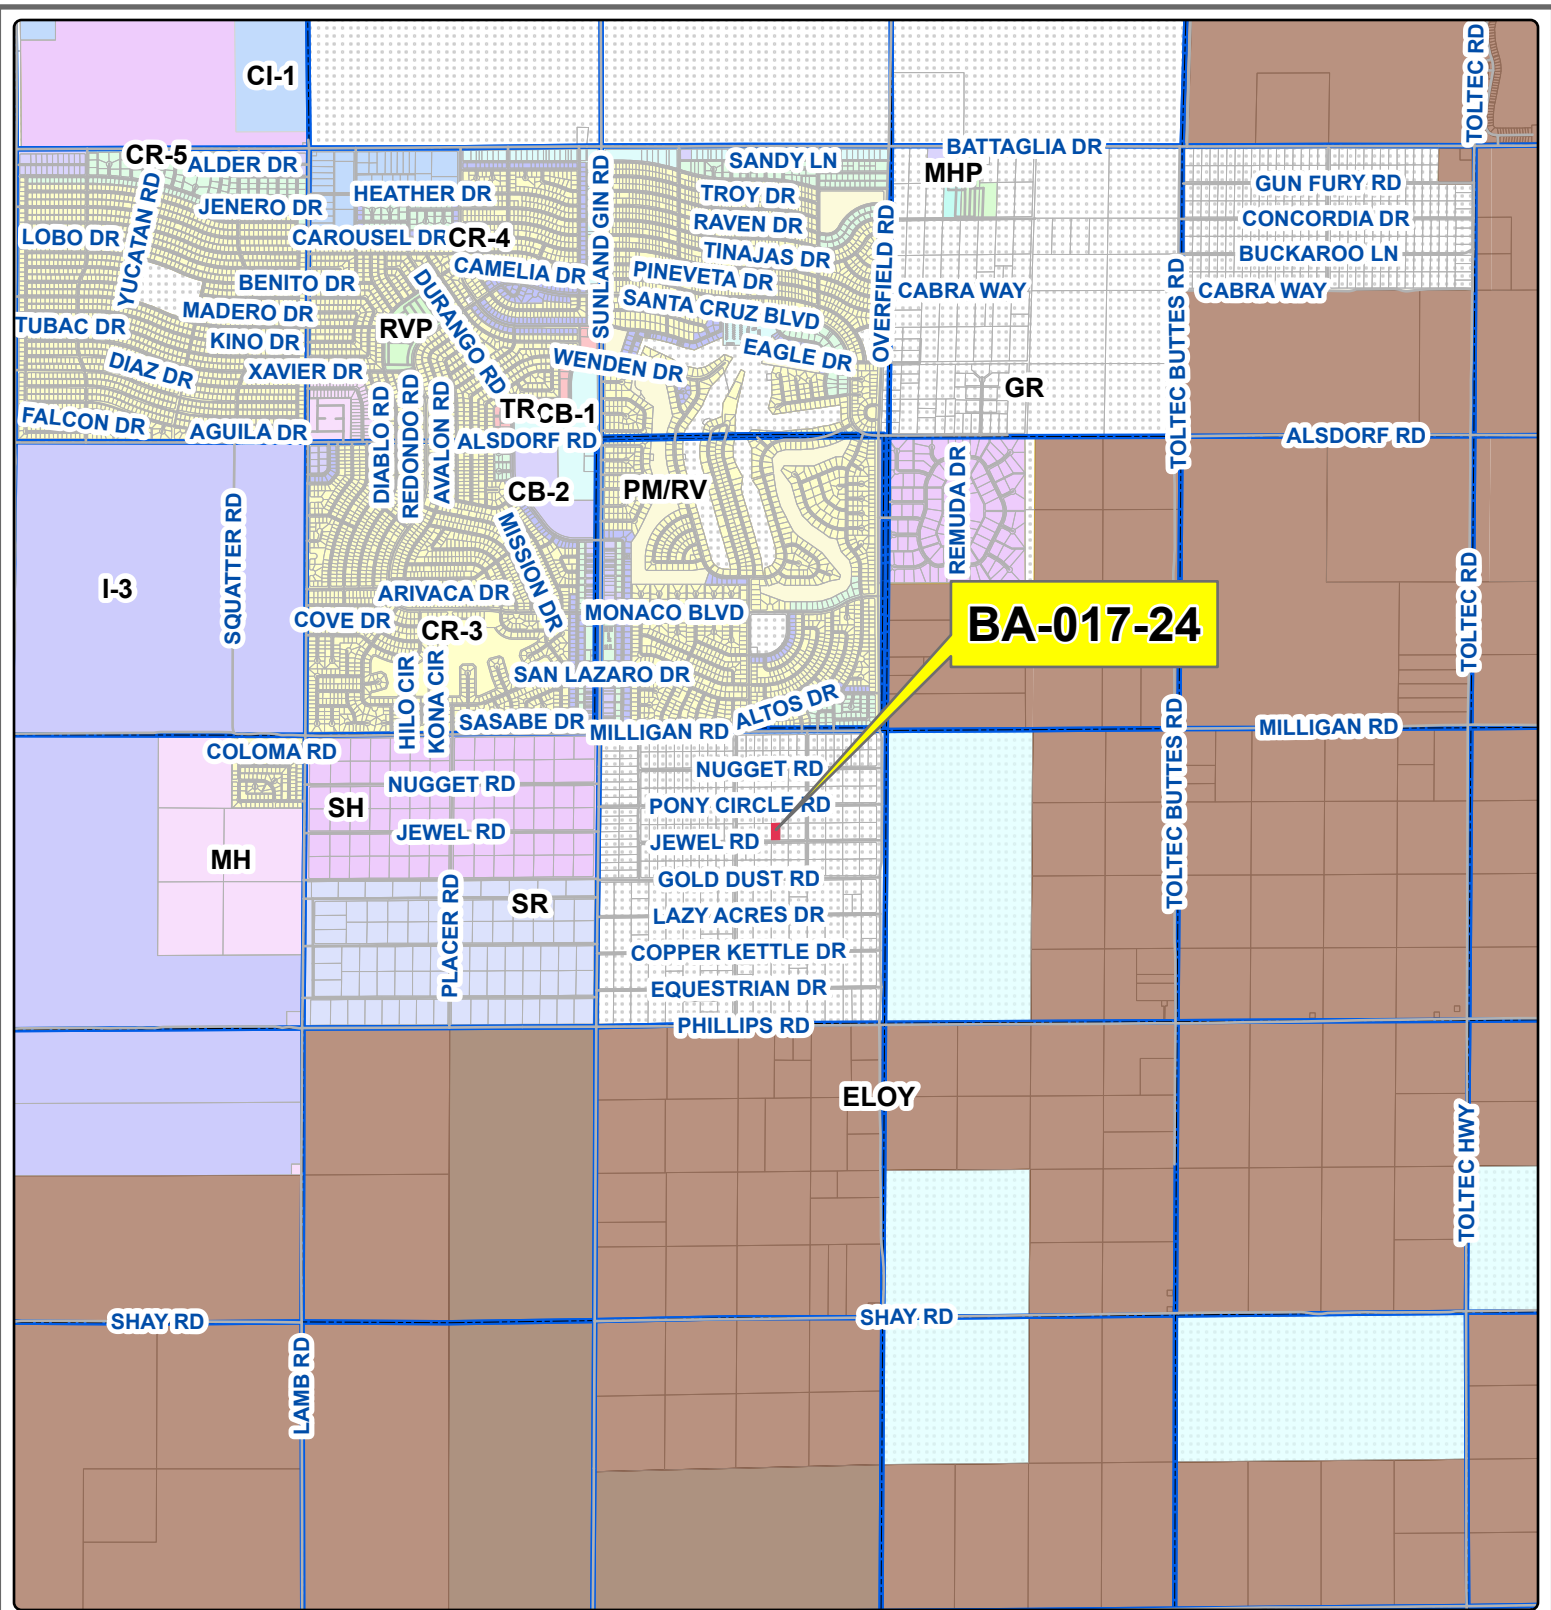 TOLTEC RD
CI-1
BATTAGLIA DR
CR-5
ALDER DR
SANDY LN
MHP
GUN FURY RD
HEATHER DR
TROY DR
YUCATAN RD
JENERO DR
SUNLAND GIN RD
RAVEN DR
CONCORDIA DR
LOBO DR
CAROUSEL DR
CR-4
TINAJAS DR
OVERFIELD RD
BUCKAROO LN
CAMELIA DR
PINEVETA DR
BENITO DR
DURANGO RD
CABRA WAY
CABRA WAY
MADERO DR
SANTA CRUZ BLVD
TUBAC DR
RVP
KINO DR
EAGLE DR
TOLTEC BUTTES RD
DIAZ DR
XAVIER DR
WENDEN DR
GR
FALCON DR
AGUILA DR
DIABLO RD
REDONDO RD
AVALON RD
TR
CB-1
ALSDORF RD
ALSDORF RD
CB-2
PM/RV
REMUDA DR
SQUATTER RD
MISSION DR
I-3
ARIVACA DR
MONACO BLVD
BA-017-24
TOLTEC RD
COVE DR
CR-3
SAN LAZARO DR
HILO CIR
KONA CIR
SASABE DR
ALTOS DR
MILLIGAN RD
MILLIGAN RD
TOLTEC BUTTES RD
COLOMA RD
NUGGET RD
NUGGET RD
SH
PONY CIRCLE RD
JEWEL RD
JEWEL RD
MH
GOLD DUST RD
SR
PLACER RD
LAZY ACRES DR
COPPER KETTLE DR
EQUESTRIAN DR
PHILLIPS RD
ELOY
TOLTEC HWY
SHAY RD
SHAY RD
LAMB RD